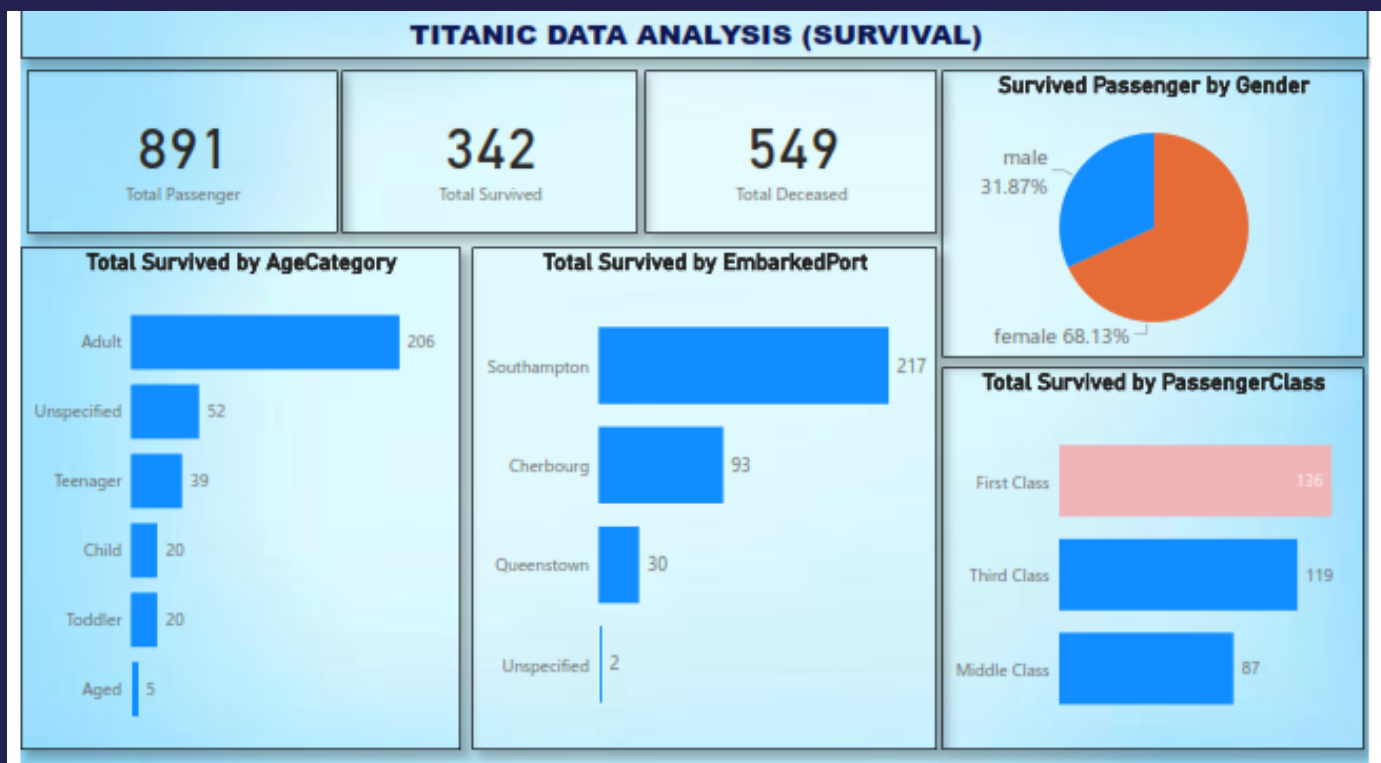 TITANIC DATA ANALYSIS (SURVIVAL)
891
Total Passenger
342
Total Survived
549
Total Deceased
Survived Passenger by Gender
male
31.87%
female 68.13%
Total Survived by AgeCategory
Adult 206
Unspecified 52
Teenager 39
Child 20
Toddler 20
Aged 5
Total Survived by EmbarkedPort
Southampton 217
Cherbourg 93
Queenstown 30
Unspecified 2
Total Survived by PassengerClass
First Class 136
Third Class 119
Middle Class 87